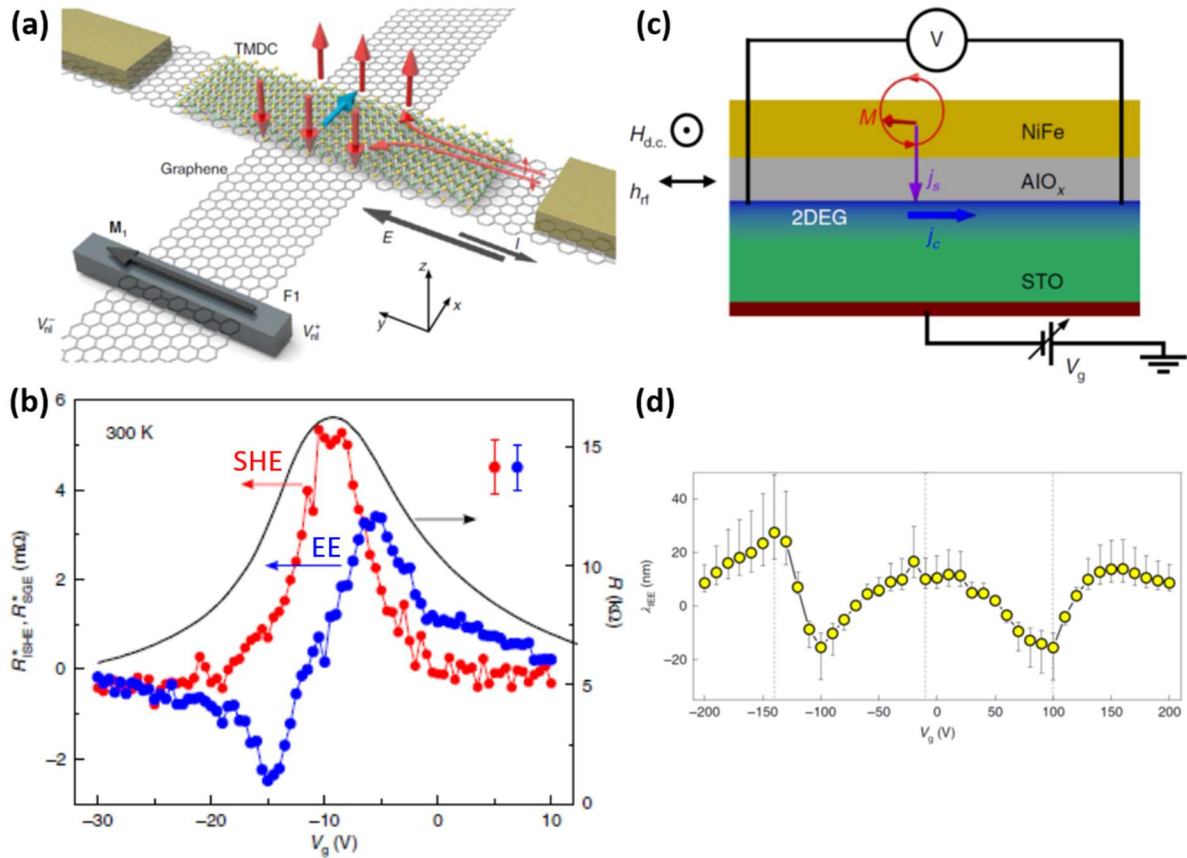 (a)
TMDC
Graphene
E
I
M₁
F1
V⁻nl
V⁺nl
z
x
y
(c)
V
M
NiFe
Hd.c.
hrf
AlOx
js
2DEG
jc
STO
Vg
(b)
300 K
SHE
EE
R*ISHE, R*SGE (mΩ)
6
4
2
0
−2
15
10
5
0
R (kΩ)
−30
−20
−10
0
10
Vg (V)
(d)
λIEE (nm)
40
20
0
−20
−200
−150
−100
−50
0
50
100
150
200
Vg (V)